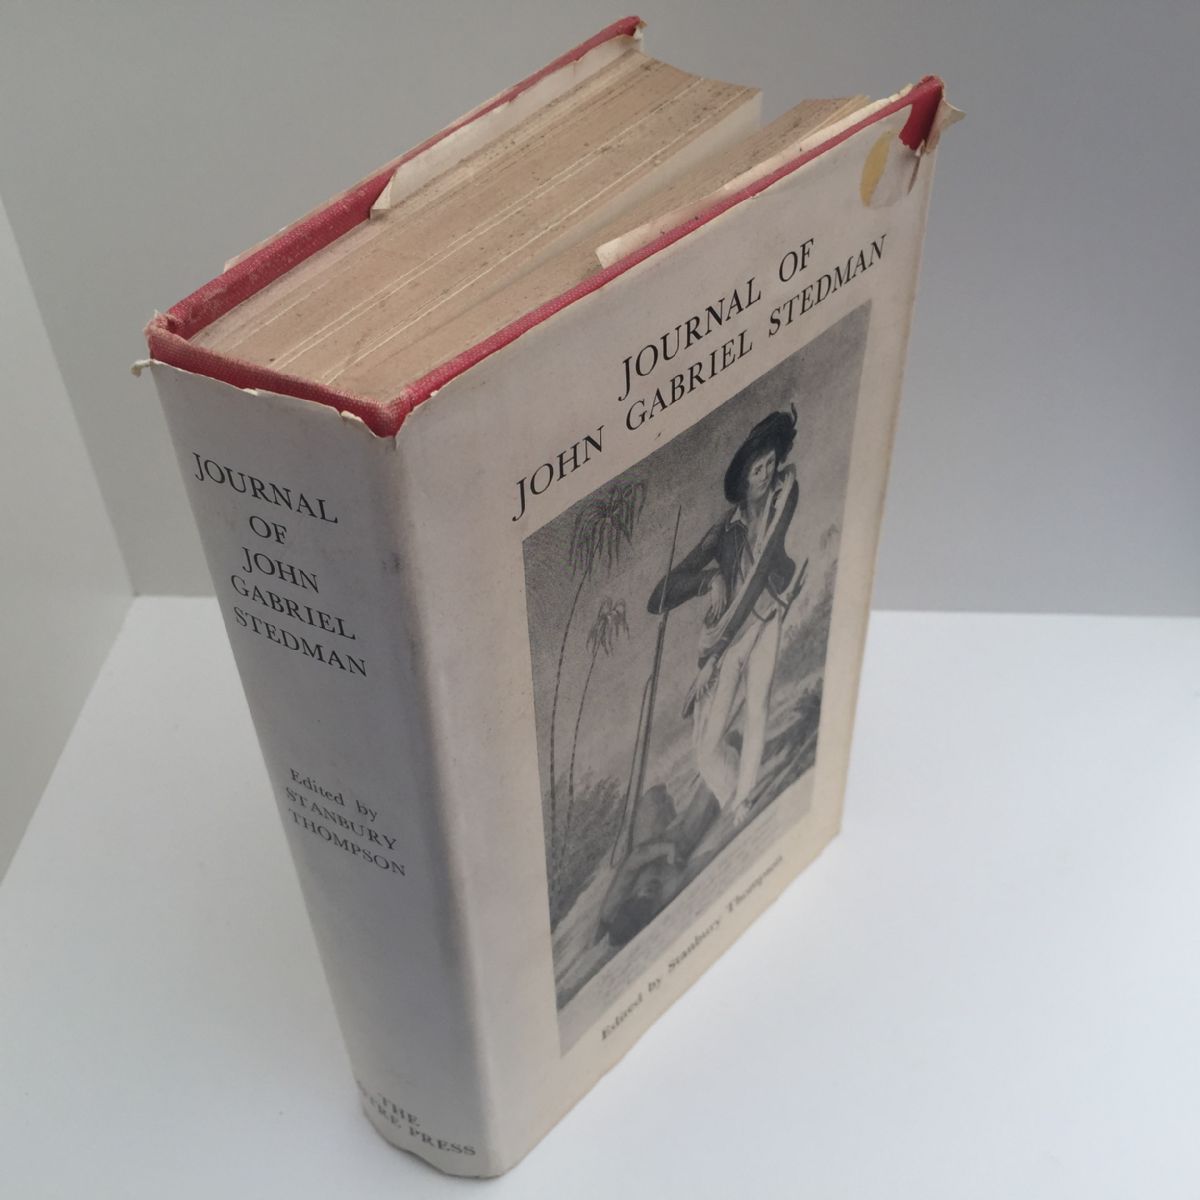 JOURNAL
OF
JOHN
GABRIEL
STEDMAN
Edited by
STANBURY
THOMPSON
THE
PRESS
JOURNAL OF
JOHN GABRIEL STEDMAN
Edited by Stanbury Thompson